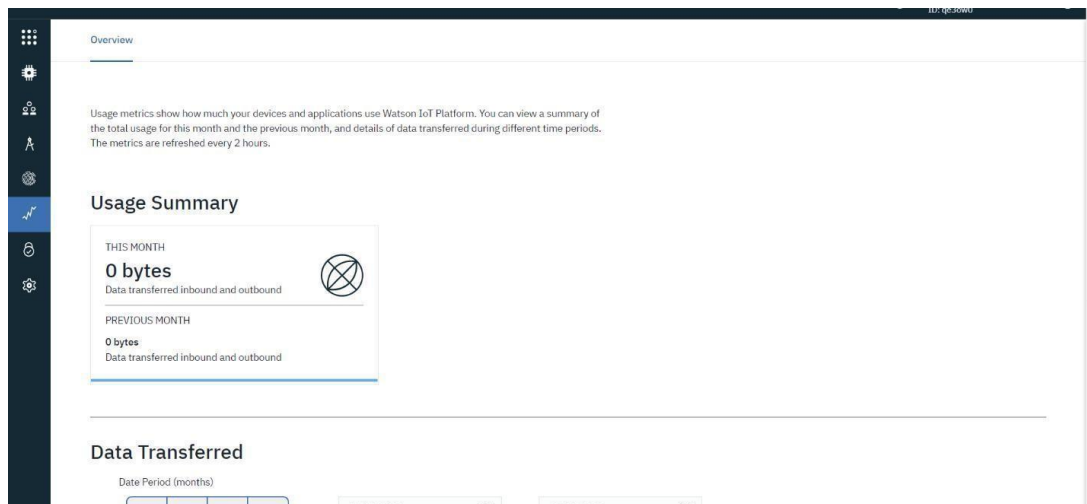 Overview
Usage metrics show how much your devices and applications use Watson IoT Platform. You can view a summary of
the total usage for this month and the previous month, and details of data transferred during different time periods.
The metrics are refreshed every 2 hours.
Usage Summary
THIS MONTH
0 bytes
Data transferred inbound and outbound
PREVIOUS MONTH
0 bytes
Data transferred inbound and outbound
Data Transferred
Date Period (months)